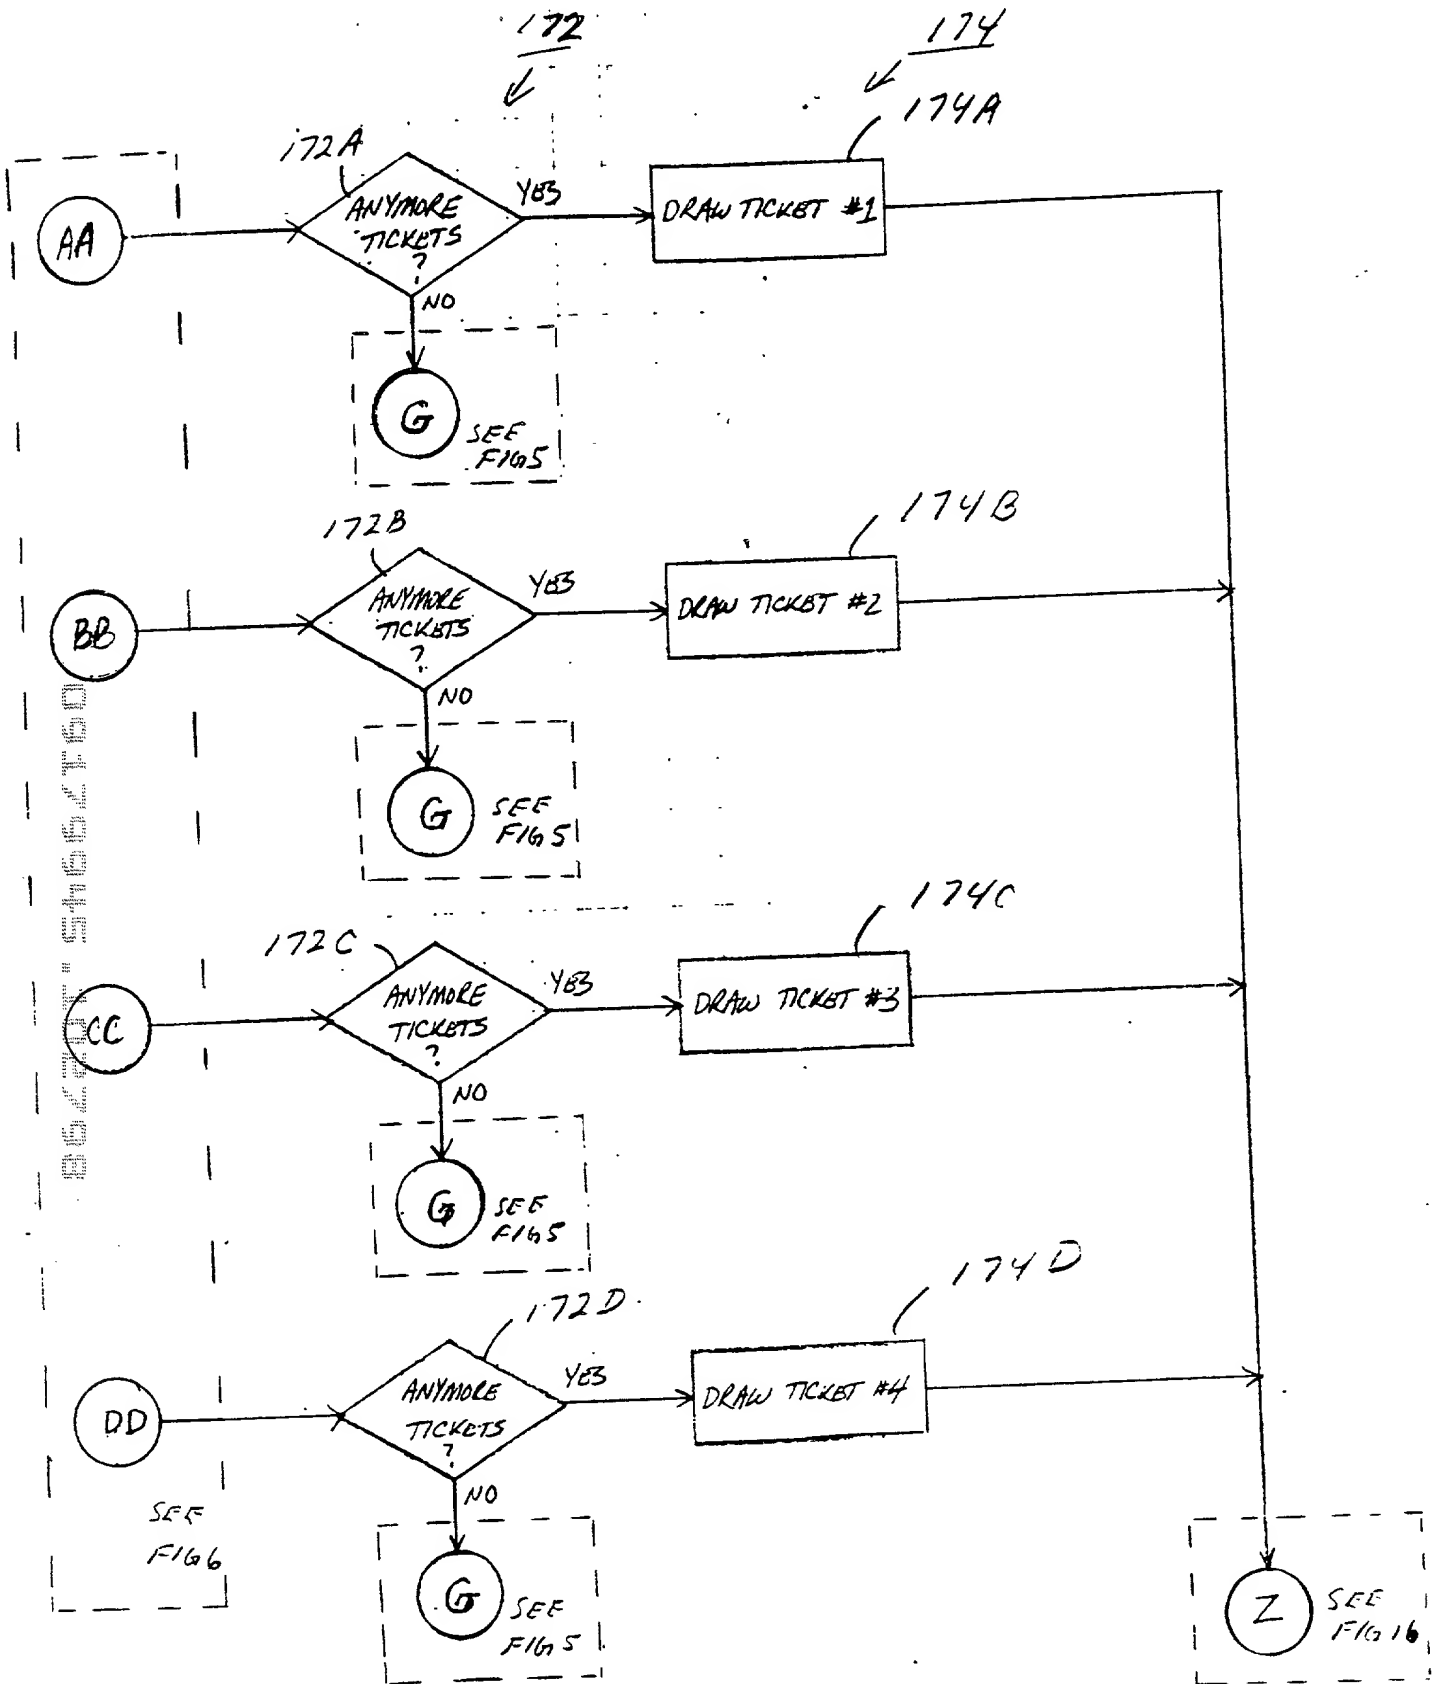 172
174
172A
174A
AA
ANYMORE
TICKETS
?
YES
DRAW TICKET #1
NO
G
SEE
FIG5
172B
174B
BB
ANYMORE
TICKETS
?
YES
DRAW TICKET #2
NO
G
SEE
FIG5
172C
174C
CC
ANYMORE
TICKETS
?
YES
DRAW TICKET #3
NO
G
SEE
FIG5
172D
174D
DD
ANYMORE
TICKETS
?
YES
DRAW TICKET #4
NO
SEE
FIG6
G
SEE
FIG5
Z
SEE
FIG16